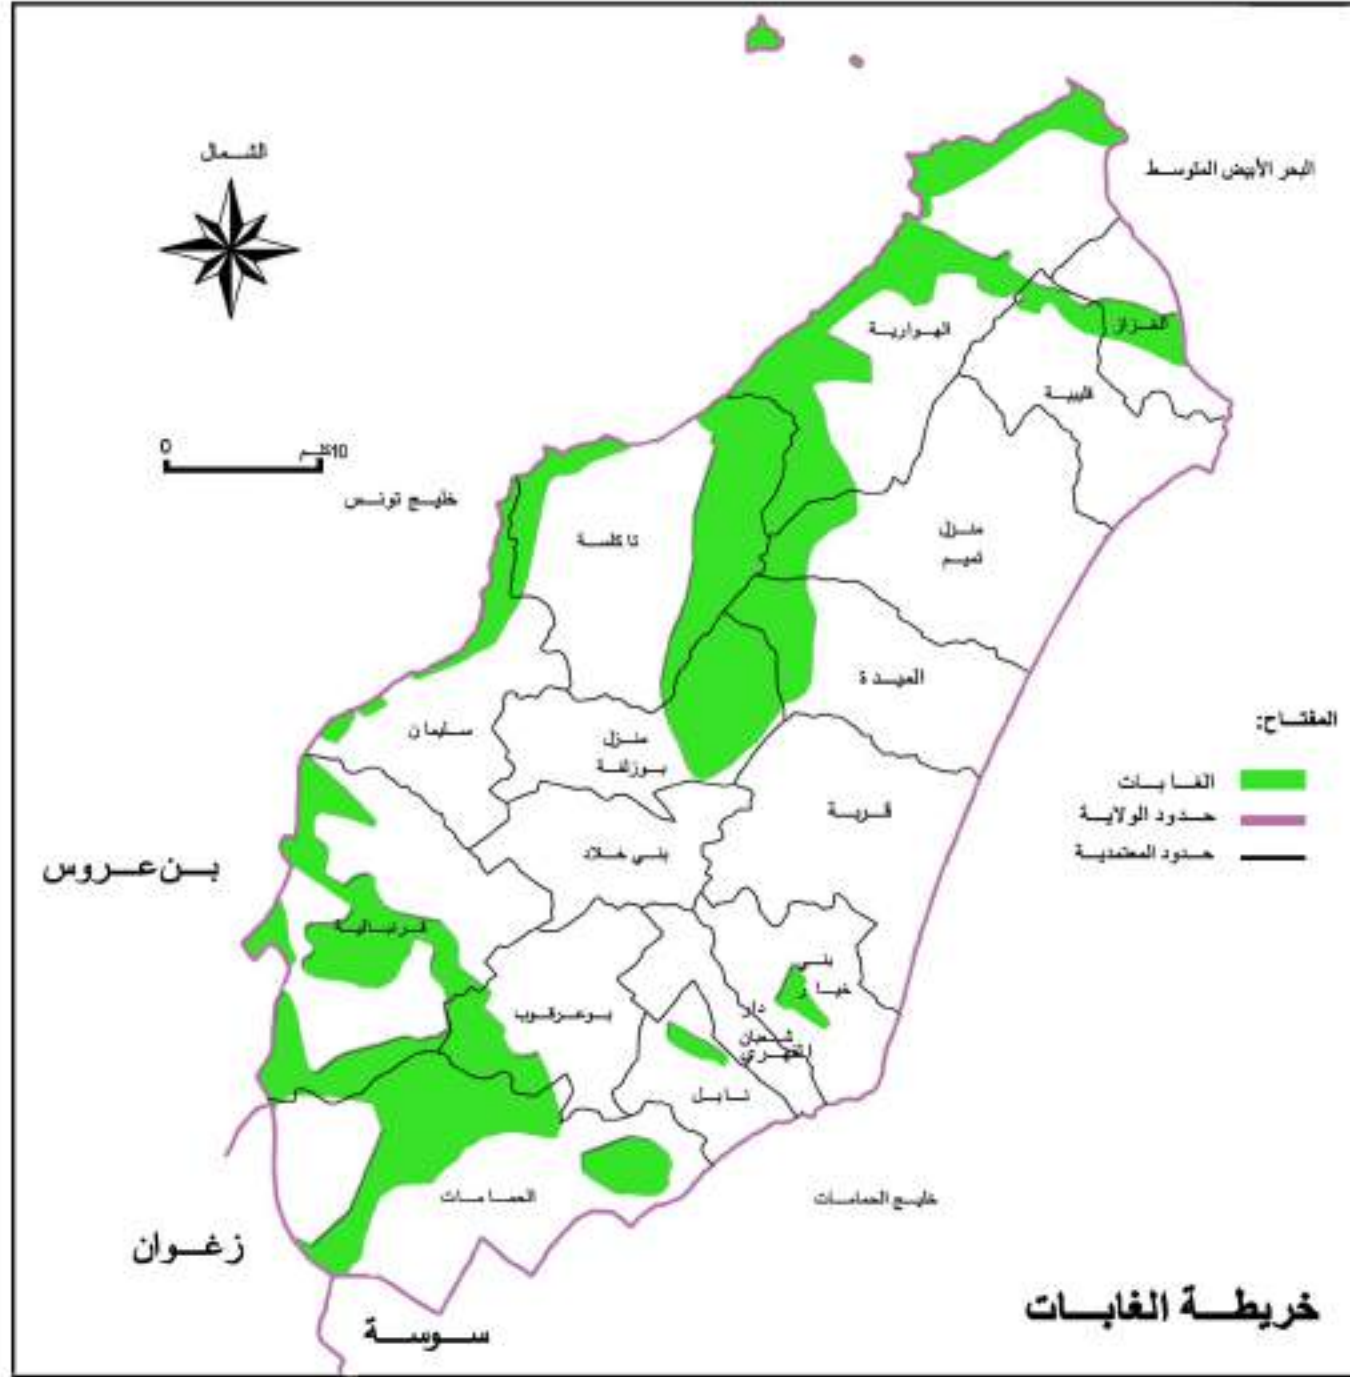 الشمال
البحر الأبيض المتوسط
الهوارية
الهزاز
قليبية
0
10كلم
خليج تونس
تاكلسة
منزل
تميم
الميدة
سليمان
منزل
بوزلفة
قربة
المفتاح:
الغابات
حدود الولاية
حدود المعتمدية
بن عروس
بني خلاد
قرنبالية
بني
خيار
بوعرقوب
دار
شعبان
الفهري
نابل
الحمامات
خليج الحمامات
زغوان
سوسة
خريطة الغابات